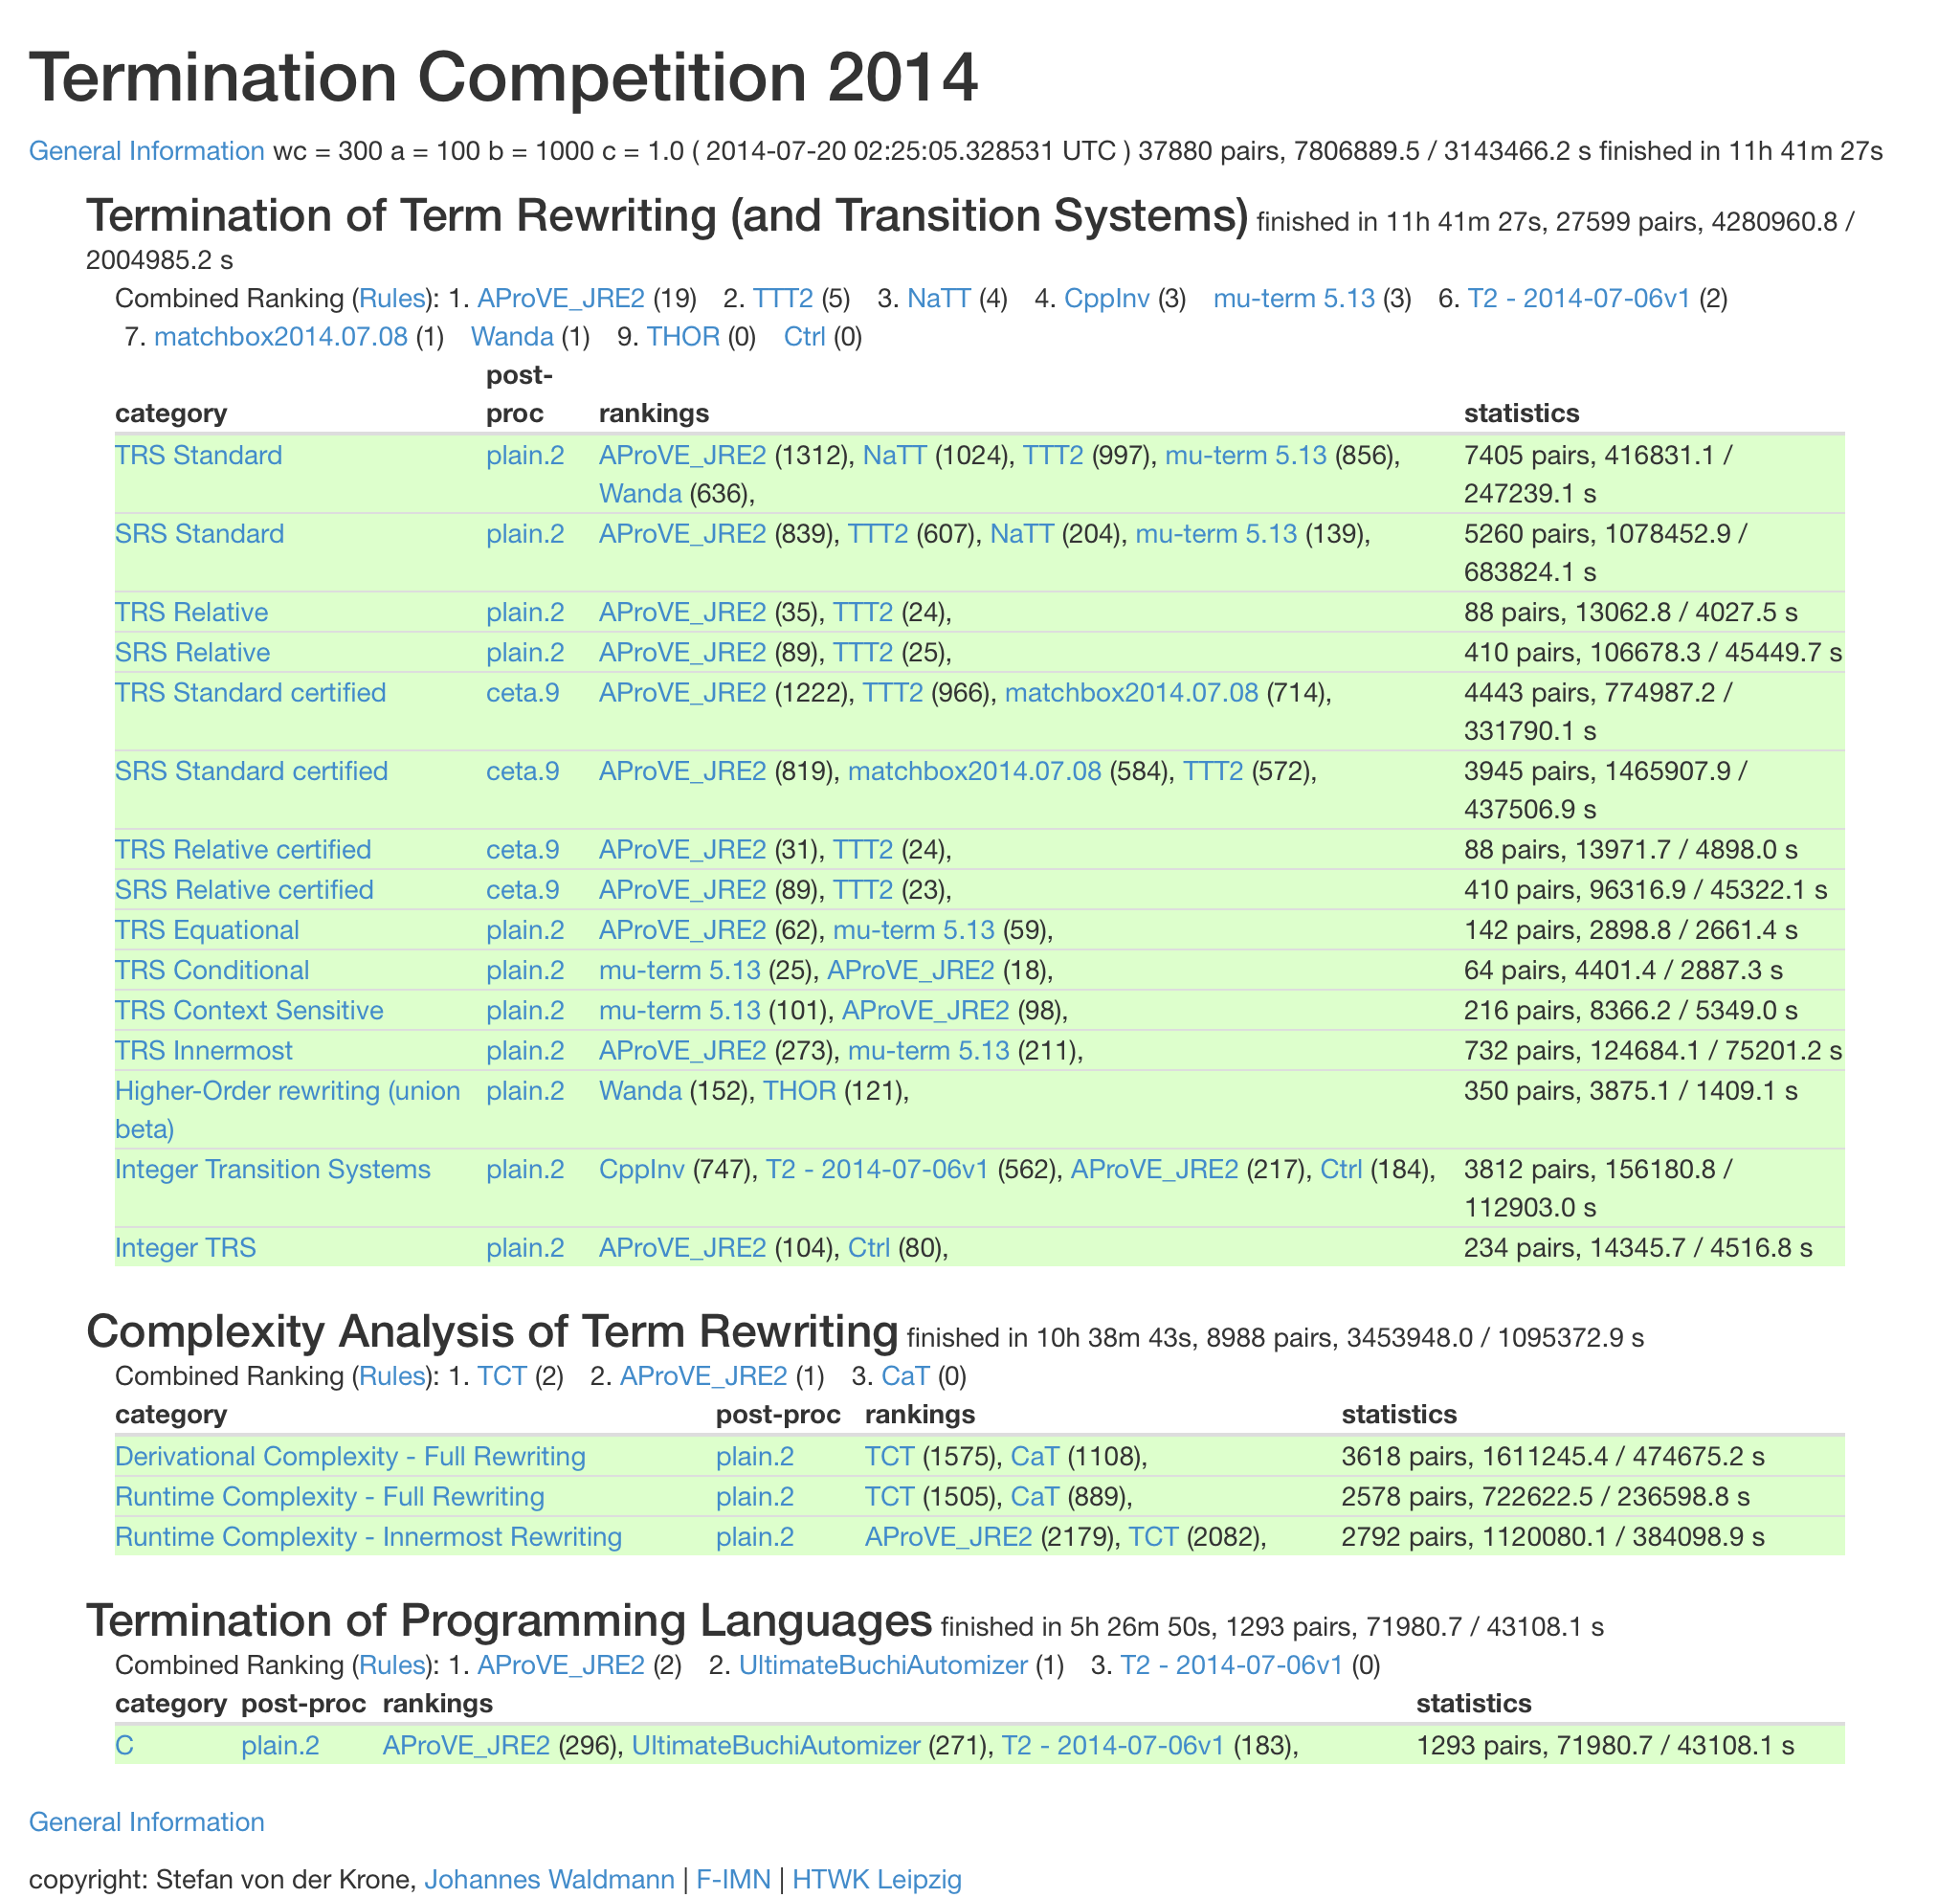 Termination Competition 2014
General Information wc = 300 a = 100 b = 1000 c = 1.0 ( 2014-07-20 02:25:05.328531 UTC ) 37880 pairs, 7806889.5 / 3143466.2 s finished in 11h 41m 27s
Termination of Term Rewriting (and Transition Systems) finished in 11h 41m 27s, 27599 pairs, 4280960.8 /
2004985.2 s
Combined Ranking (Rules): 1. AProVE_JRE2 (19) 2. TTT2 (5) 3. NaTT (4) 4. CppInv (3) mu-term 5.13 (3) 6. T2 - 2014-07-06v1 (2)
7. matchbox2014.07.08 (1) Wanda (1) 9. THOR (0) Ctrl (0)
post-
category proc rankings statistics
TRS Standard plain.2 AProVE_JRE2 (1312), NaTT (1024), TTT2 (997), mu-term 5.13 (856), 7405 pairs, 416831.1 /
Wanda (636), 247239.1 s
SRS Standard plain.2 AProVE_JRE2 (839), TTT2 (607), NaTT (204), mu-term 5.13 (139), 5260 pairs, 1078452.9 /
683824.1 s
TRS Relative plain.2 AProVE_JRE2 (35), TTT2 (24), 88 pairs, 13062.8 / 4027.5 s
SRS Relative plain.2 AProVE_JRE2 (89), TTT2 (25), 410 pairs, 106678.3 / 45449.7 s
TRS Standard certified ceta.9 AProVE_JRE2 (1222), TTT2 (966), matchbox2014.07.08 (714), 4443 pairs, 774987.2 /
331790.1 s
SRS Standard certified ceta.9 AProVE_JRE2 (819), matchbox2014.07.08 (584), TTT2 (572), 3945 pairs, 1465907.9 /
437506.9 s
TRS Relative certified ceta.9 AProVE_JRE2 (31), TTT2 (24), 88 pairs, 13971.7 / 4898.0 s
SRS Relative certified ceta.9 AProVE_JRE2 (89), TTT2 (23), 410 pairs, 96316.9 / 45322.1 s
TRS Equational plain.2 AProVE_JRE2 (62), mu-term 5.13 (59), 142 pairs, 2898.8 / 2661.4 s
TRS Conditional plain.2 mu-term 5.13 (25), AProVE_JRE2 (18), 64 pairs, 4401.4 / 2887.3 s
TRS Context Sensitive plain.2 mu-term 5.13 (101), AProVE_JRE2 (98), 216 pairs, 8366.2 / 5349.0 s
TRS Innermost plain.2 AProVE_JRE2 (273), mu-term 5.13 (211), 732 pairs, 124684.1 / 75201.2 s
Higher-Order rewriting (union plain.2 Wanda (152), THOR (121), 350 pairs, 3875.1 / 1409.1 s
beta)
Integer Transition Systems plain.2 CppInv (747), T2 - 2014-07-06v1 (562), AProVE_JRE2 (217), Ctrl (184), 3812 pairs, 156180.8 /
112903.0 s
Integer TRS plain.2 AProVE_JRE2 (104), Ctrl (80), 234 pairs, 14345.7 / 4516.8 s
Complexity Analysis of Term Rewriting finished in 10h 38m 43s, 8988 pairs, 3453948.0 / 1095372.9 s
Combined Ranking (Rules): 1. TCT (2) 2. AProVE_JRE2 (1) 3. CaT (0)
category post-proc rankings statistics
Derivational Complexity - Full Rewriting plain.2 TCT (1575), CaT (1108), 3618 pairs, 1611245.4 / 474675.2 s
Runtime Complexity - Full Rewriting plain.2 TCT (1505), CaT (889), 2578 pairs, 722622.5 / 236598.8 s
Runtime Complexity - Innermost Rewriting plain.2 AProVE_JRE2 (2179), TCT (2082), 2792 pairs, 1120080.1 / 384098.9 s
Termination of Programming Languages finished in 5h 26m 50s, 1293 pairs, 71980.7 / 43108.1 s
Combined Ranking (Rules): 1. AProVE_JRE2 (2) 2. UltimateBuchiAutomizer (1) 3. T2 - 2014-07-06v1 (0)
category post-proc rankings statistics
C plain.2 AProVE_JRE2 (296), UltimateBuchiAutomizer (271), T2 - 2014-07-06v1 (183), 1293 pairs, 71980.7 / 43108.1 s
General Information
copyright: Stefan von der Krone, Johannes Waldmann | F-IMN | HTWK Leipzig